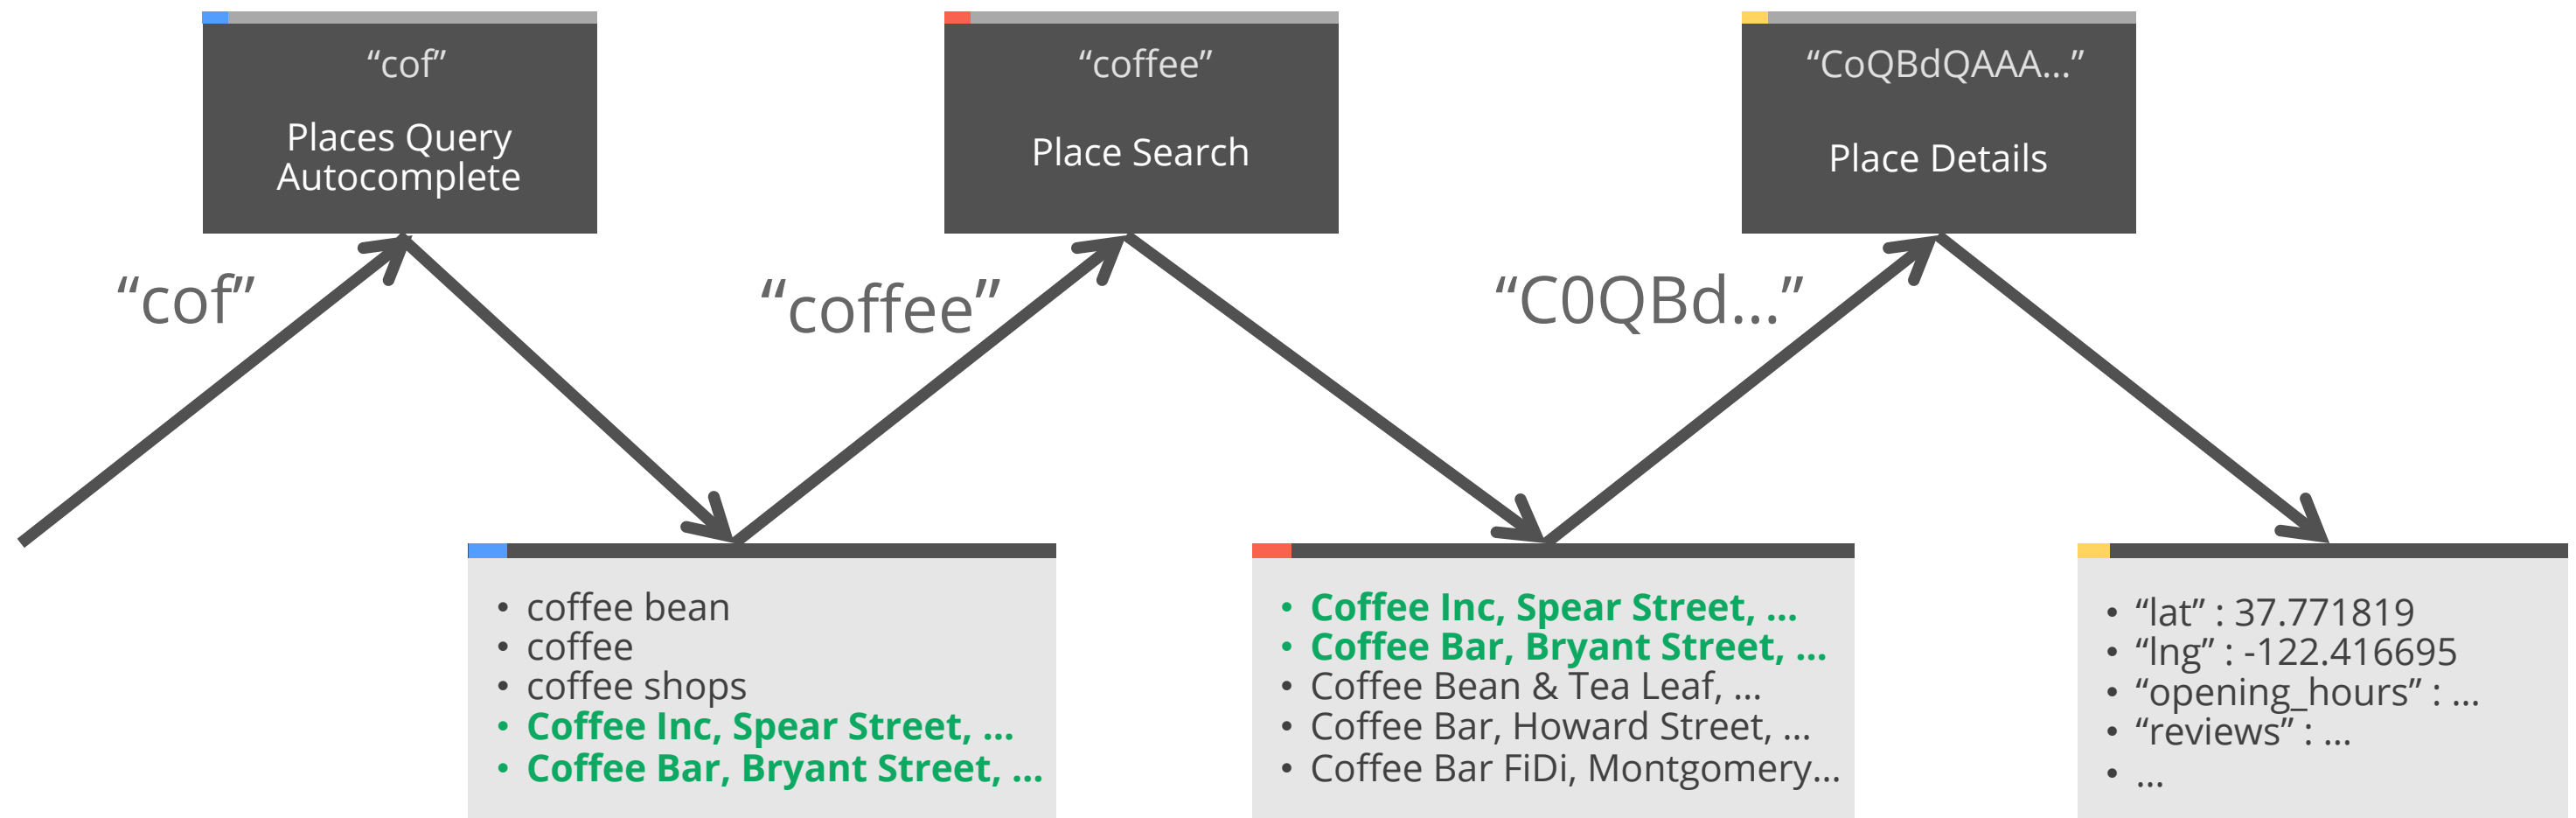 “cof”
Places Query
Autocomplete
“coffee”
Place Search
“CoQBdQAAA...”
Place Details
“cof”
“coffee”
“C0QBd...”
• coffee bean
• coffee
• coffee shops
• Coffee Inc, Spear Street, ...
• Coffee Bar, Bryant Street, ...
• Coffee Inc, Spear Street, ...
• Coffee Bar, Bryant Street, ...
• Coffee Bean & Tea Leaf, ...
• Coffee Bar, Howard Street, ...
• Coffee Bar FiDi, Montgomery...
• “lat” : 37.771819
• “lng” : -122.416695
• “opening_hours” : ...
• “reviews” : ...
• ...